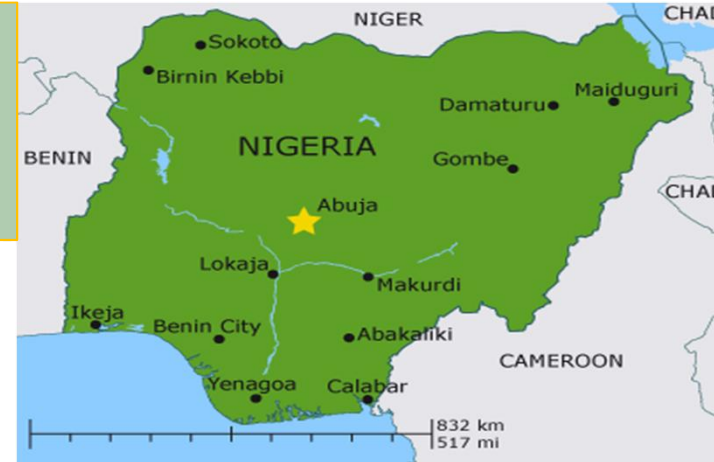 NIGER
CHAD
Sokoto
Birnin Kebbi
Maiduguri
Damaturu
NIGERIA
BENIN
Gombe
CHAD
Abuja
Lokaja
Makurdi
Ikeja
Benin City
Abakaliki
CAMEROON
Yenagoa
Calabar
832 km
517 mi